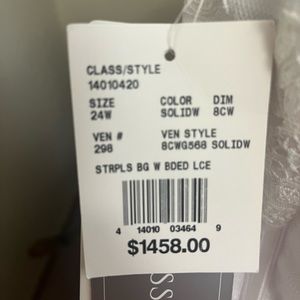 CLASS/STYLE
14010420
SIZE COLOR DIM
24W SOLIDW 8CW
VEN # VEN STYLE
298 8CWG568 SOLIDW
STRPLS BG W BDED LCE
4 14010 03464 9
$1458.00
SS